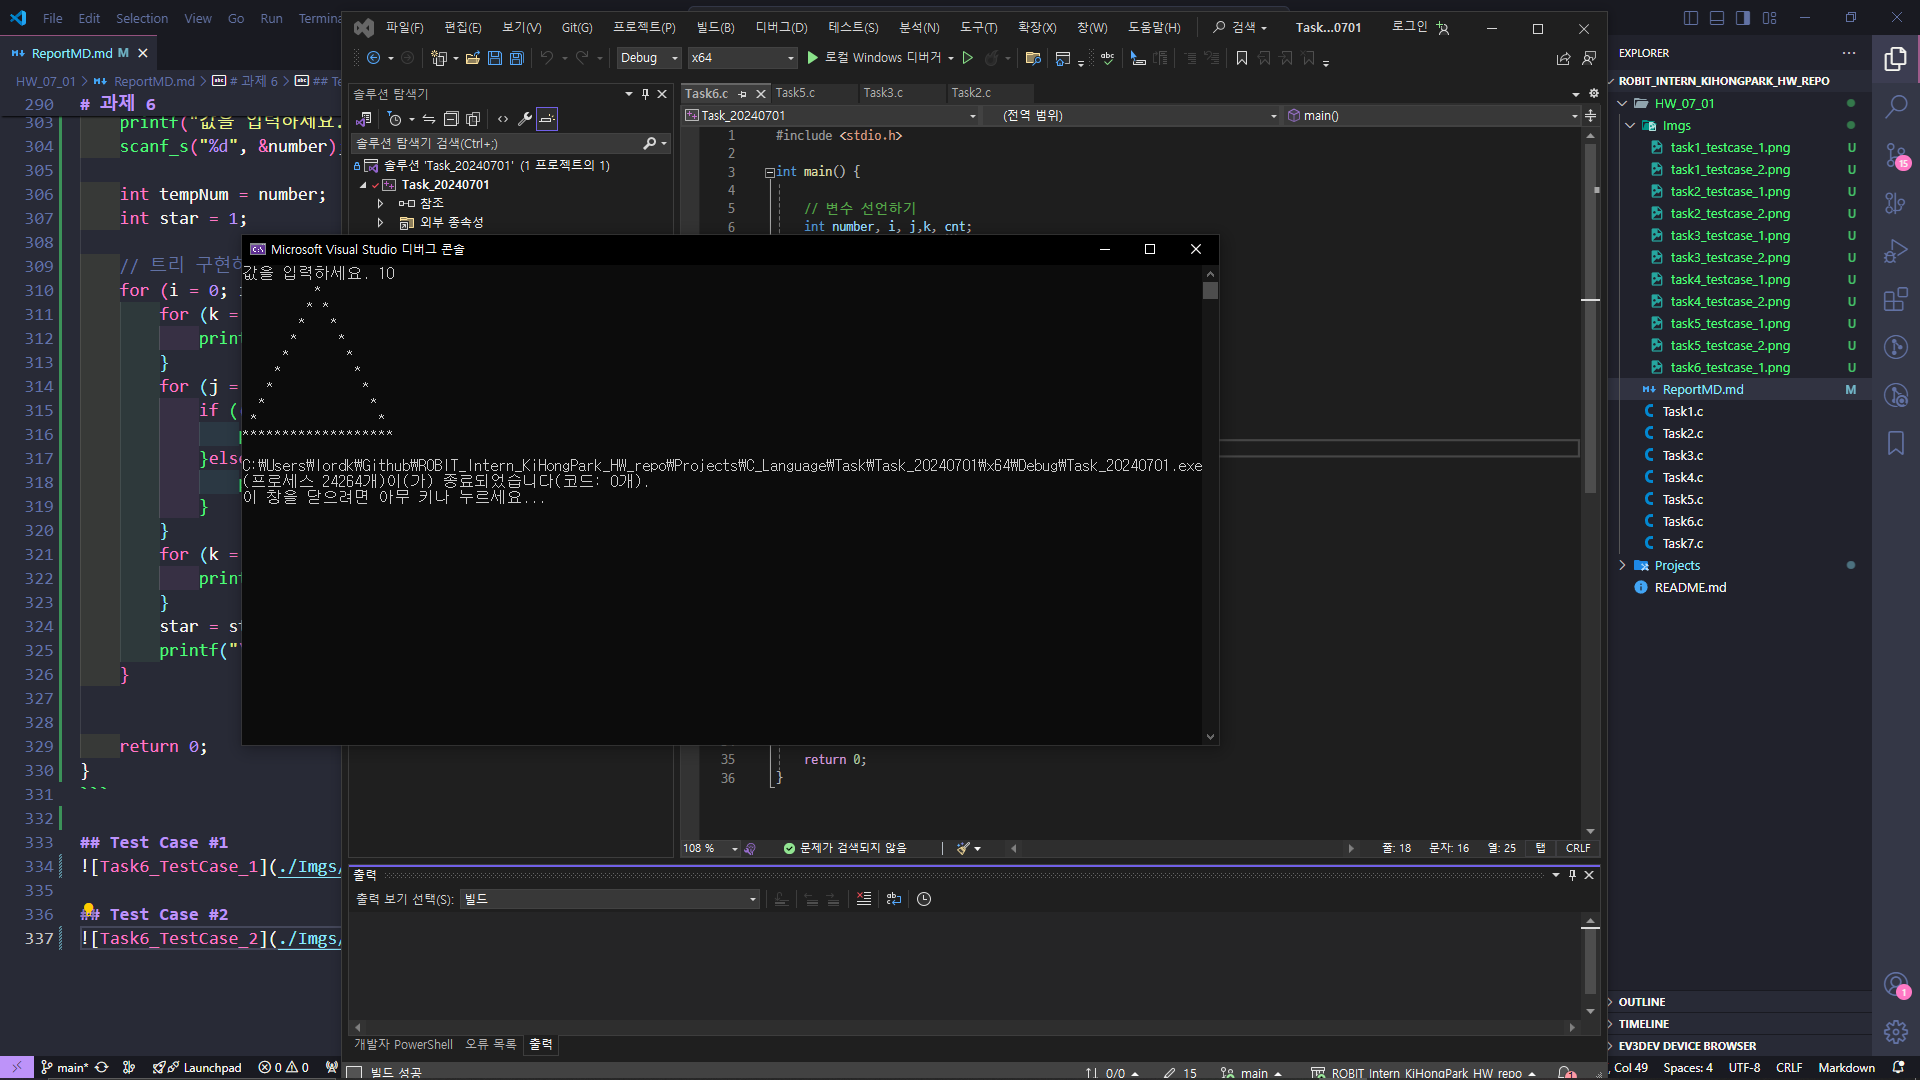 File Edit Selection View Go Run Termina
ReportMD.md M
HW_07_01 > ReportMD.md > # 과제 6 > ## Te
290 # 과제 6
303 printf("값을 입력하세요.
304 scanf_s("%d", &number)
305
306 int tempNum = number;
307 int star = 1;
308
309 // 트리 구현하
310 for (i = 0;
311 for (k =
312 print
313 }
314 for (j =
315 if (
316
317 }else
318
319 }
320 }
321 for (k =
322 print
323 }
324 star = st
325 printf("
326 }
327
328
329 return 0;
330 }
331 ```
332
333 ## Test Case #1
334 ![Task6_TestCase_1](./Imgs/
335
336 ## Test Case #2
337 ![Task6_TestCase_2](./Imgs/
main* Launchpad 0 0
파일(F) 편집(E) 보기(V) Git(G) 프로젝트(P) 빌드(B) 디버그(D) 테스트(S) 분석(N) 도구(T) 확장(X) 창(W) 도움말(H) 검색 Task...0701 로그인
Debug x64 로컬 Windows 디버거
솔루션 탐색기
솔루션 탐색기 검색(Ctrl+;)
솔루션 'Task_20240701' (1 프로젝트의 1)
Task_20240701
참조
외부 종속성
Task6.c Task5.c Task3.c Task2.c
Task_20240701 (전역 범위) main()
1 #include <stdio.h>
2
3 int main() {
4
5 // 변수 선언하기
6 int number, i, j,k, cnt;
35 return 0;
36 }
108 % 문제가 검색되지 않음 줄: 18 문자: 16 열: 25 탭 CRLF
Microsoft Visual Studio 디버그 콘솔
값을 입력하세요. 10
*
* *
* *
* *
* *
* *
* *
* *
* *
*******************
C:\Users\lordk\Github\ROBIT_Intern_KiHongPark_HW_repo\Projects\C_Language\Task\Task_20240701\x64\Debug\Task_20240701.exe
(프로세스 24264개)이(가) 종료되었습니다(코드: 0개).
이 창을 닫으려면 아무 키나 누르세요...
출력
출력 보기 선택(S): 빌드
개발자 PowerShell 오류 목록 출력
빌드 성공 0/0 15 main ROBIT_Intern_KiHongPark_HW_repo 1
EXPLORER
ROBIT_INTERN_KIHONGPARK_HW_REPO
HW_07_01
Imgs
task1_testcase_1.png U
task1_testcase_2.png U
task2_testcase_1.png U
task2_testcase_2.png U
task3_testcase_1.png U
task3_testcase_2.png U
task4_testcase_1.png U
task4_testcase_2.png U
task5_testcase_1.png U
task5_testcase_2.png U
task6_testcase_1.png U
ReportMD.md M
Task1.c
Task2.c
Task3.c
Task4.c
Task5.c
Task6.c
Task7.c
Projects
README.md
OUTLINE
TIMELINE
EV3DEV DEVICE BROWSER
Col 49 Spaces: 4 UTF-8 CRLF Markdown
15
1